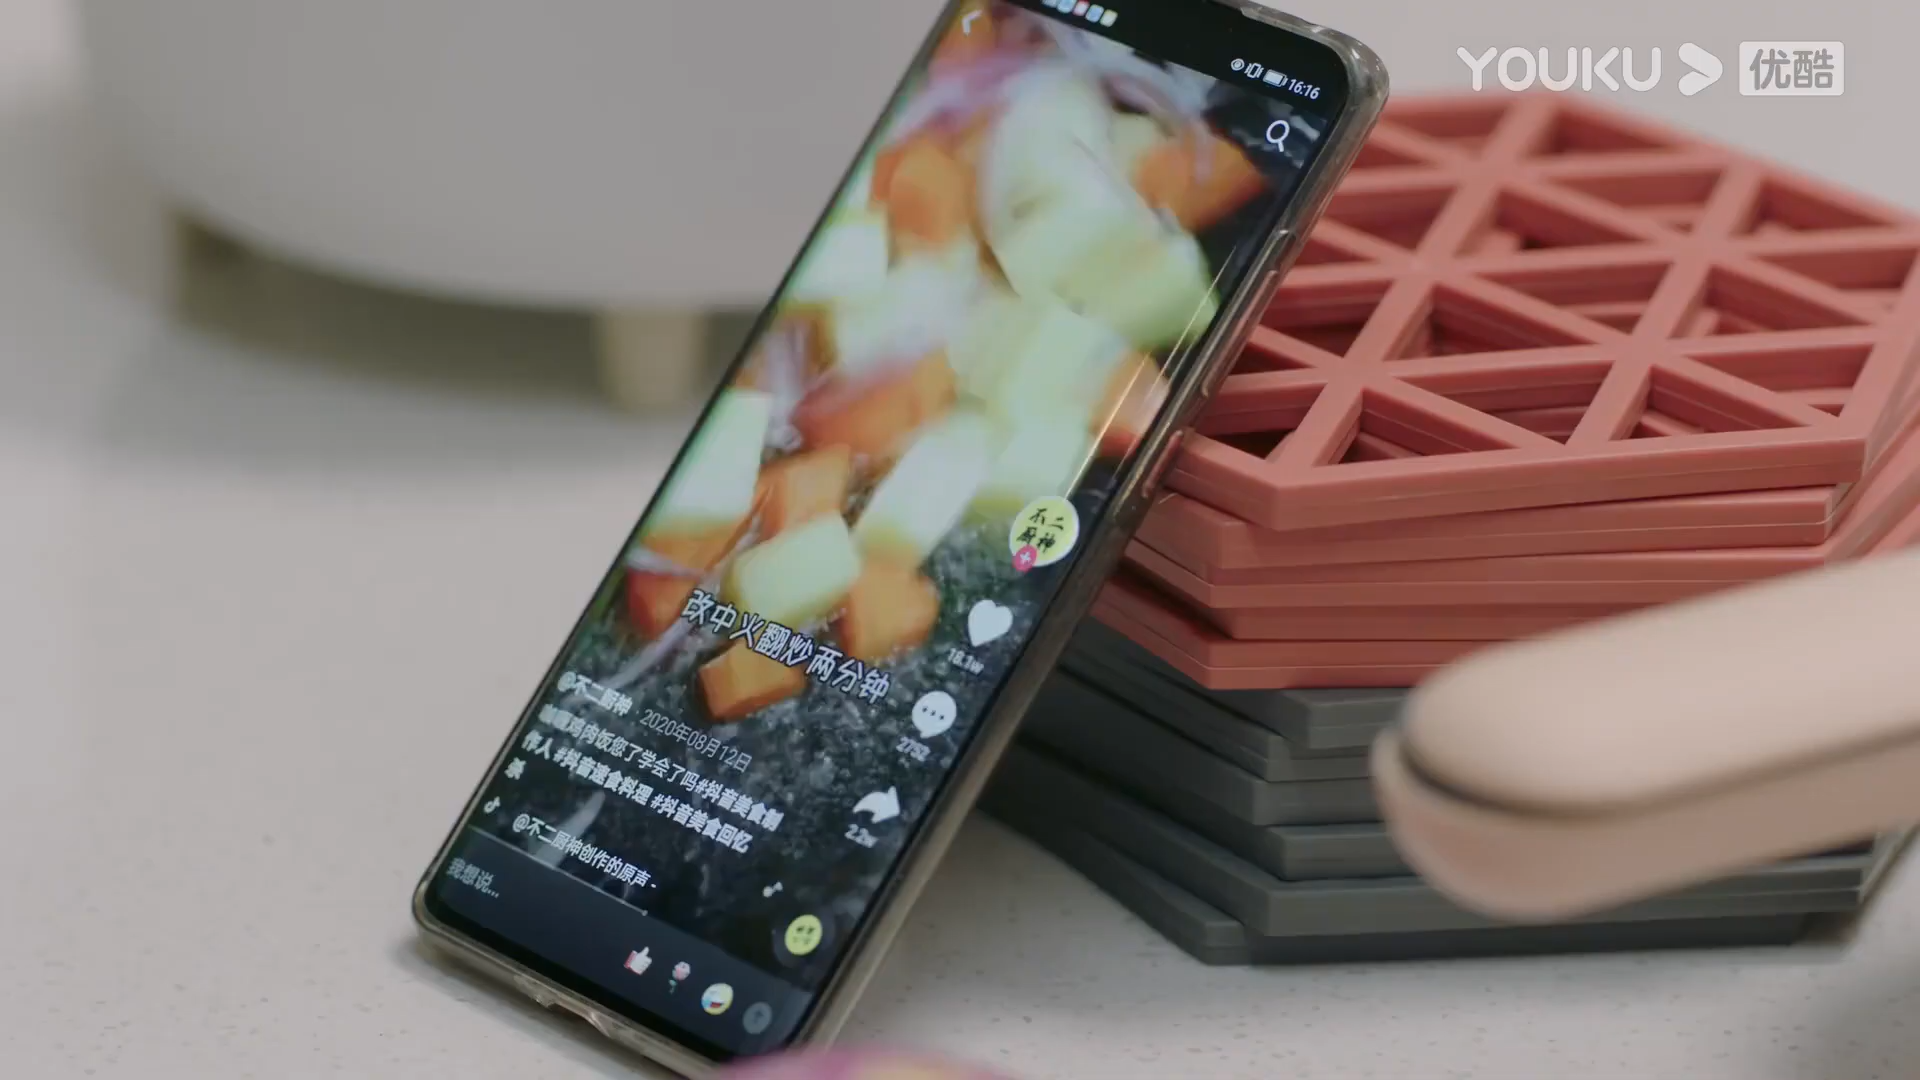 YOUKU 优酷
16:16
不二
厨神
改中火翻炒两分钟
18.1w
@不二厨神 · 2020年08月12日
鸡肉饭您了学会了吗#抖音美食制
作人 #抖音速食料理 #抖音美食回忆
2752
2.2w
@不二厨神创作的原声 -
我想说...